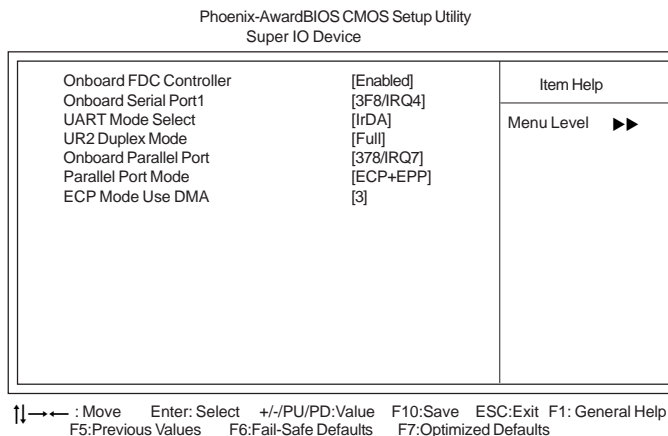 Phoenix-AwardBIOS CMOS Setup Utility
Super IO Device
Onboard FDC Controller [Enabled]
Onboard Serial Port1 [3F8/IRQ4]
UART Mode Select [IrDA]
UR2 Duplex Mode [Full]
Onboard Parallel Port [378/IRQ7]
Parallel Port Mode [ECP+EPP]
ECP Mode Use DMA [3]
Item Help
Menu Level ▶▶
↑↓→← : Move Enter: Select +/-/PU/PD:Value F10:Save ESC:Exit F1: General Help
F5:Previous Values F6:Fail-Safe Defaults F7:Optimized Defaults